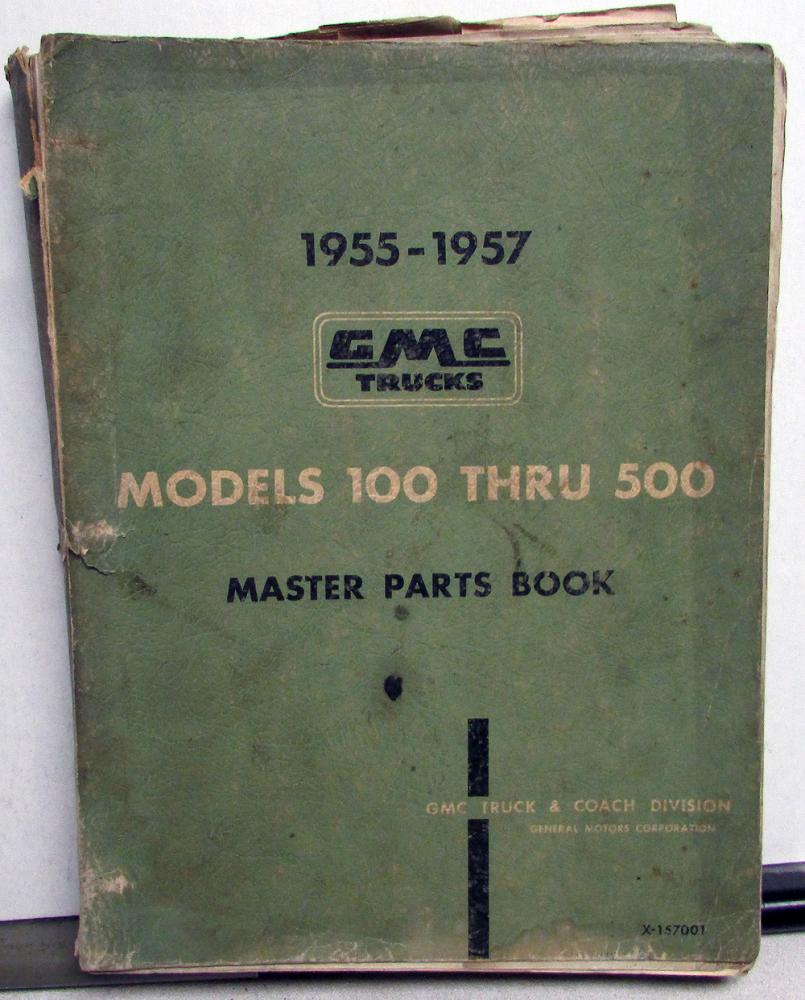 1955-1957
GMC
TRUCKS
MODELS 100 THRU 500
MASTER PARTS BOOK
GMC TRUCK & COACH DIVISION
GENERAL MOTORS CORPORATION
X-157001